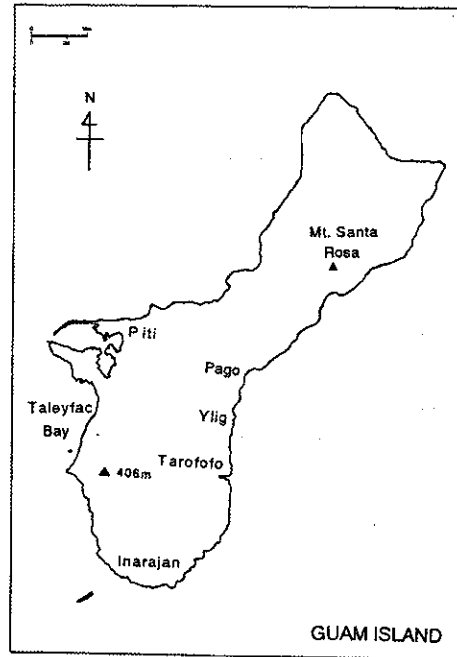 N
Mt. Santa
Rosa
Piti
Pago
Taleyfac
Bay
Ylig
Tarofofo
406m
Inarajan
GUAM ISLAND